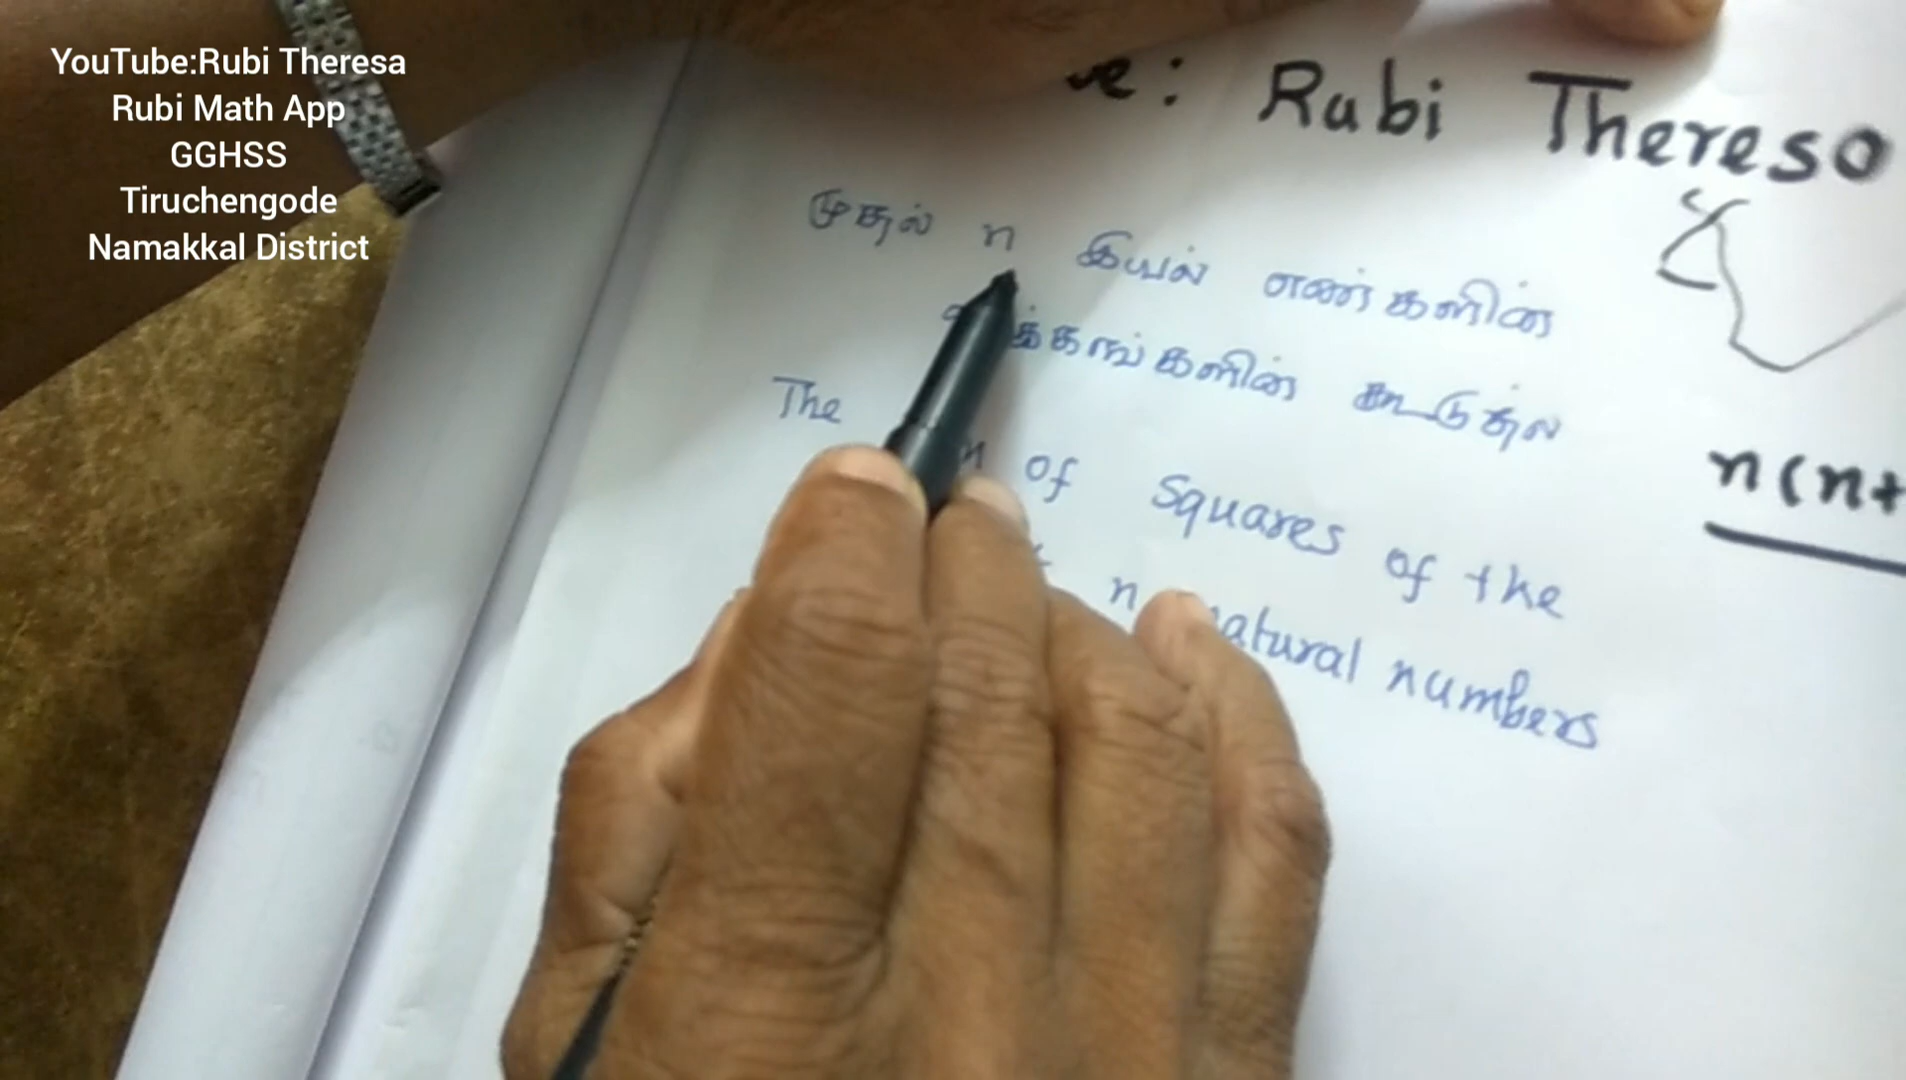 YouTube:Rubi Theresa
Rubi Math App
GGHSS
Tiruchengode
Namakkal District
Rubi Thereso
முதல் n இயல் எண்களின்
கூடுதல
The of squares of the
n natural numbers
n(n+